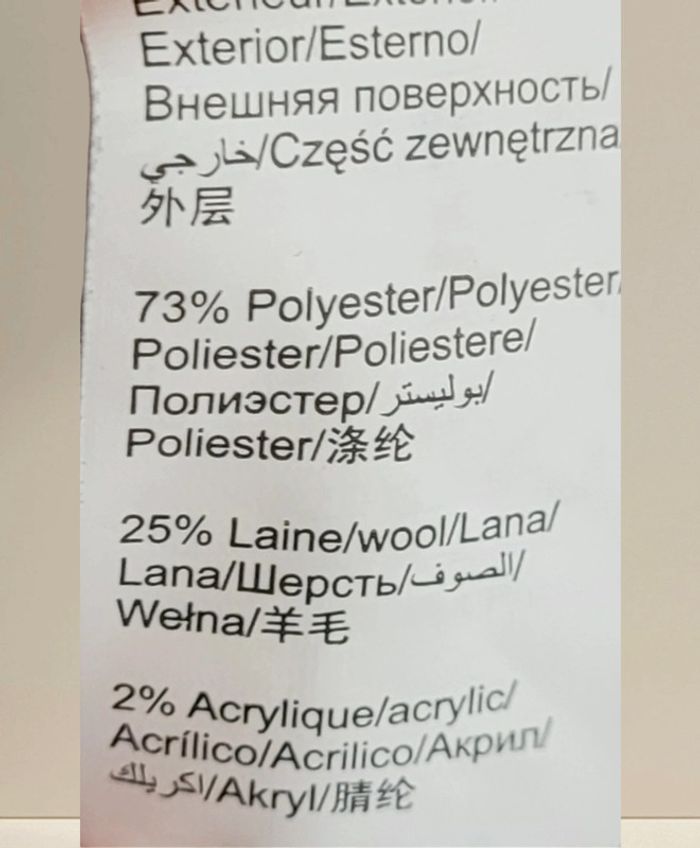 Exterior/Esterno/
Внешняя поверхность/
خارجي/Część zewnętrzna
外层
73% Polyester/Polyester/
Poliester/Poliestere/
Полиэстер/بوليستر/
Poliester/涤纶
25% Laine/wool/Lana/
Lana/Шерсть/الصوف/
Wełna/羊毛
2% Acrylique/acrylic/
Acrílico/Acrilico/Акрил/
اكريلك/Akryl/腈纶